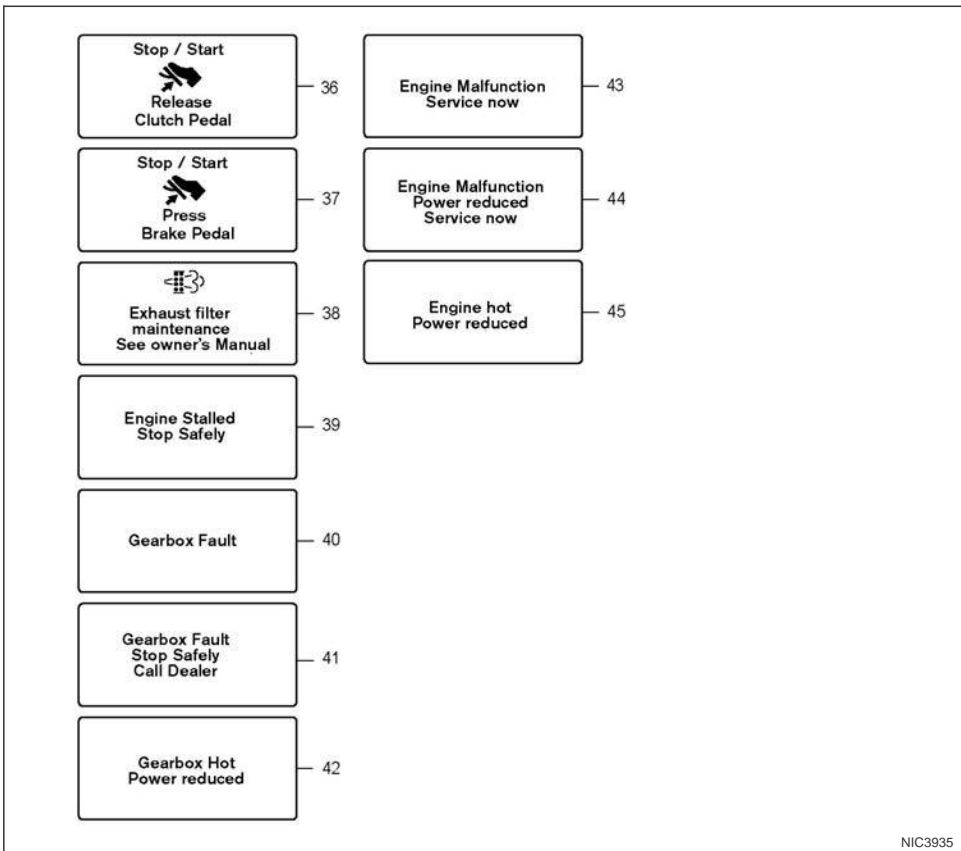 Stop / Start
Release
Clutch Pedal
36
Stop / Start
Press
Brake Pedal
37
Exhaust filter
maintenance
See owner's Manual
38
Engine Stalled
Stop Safely
39
Gearbox Fault
40
Gearbox Fault
Stop Safely
Call Dealer
41
Gearbox Hot
Power reduced
42
Engine Malfunction
Service now
43
Engine Malfunction
Power reduced
Service now
44
Engine hot
Power reduced
45
NIC3935